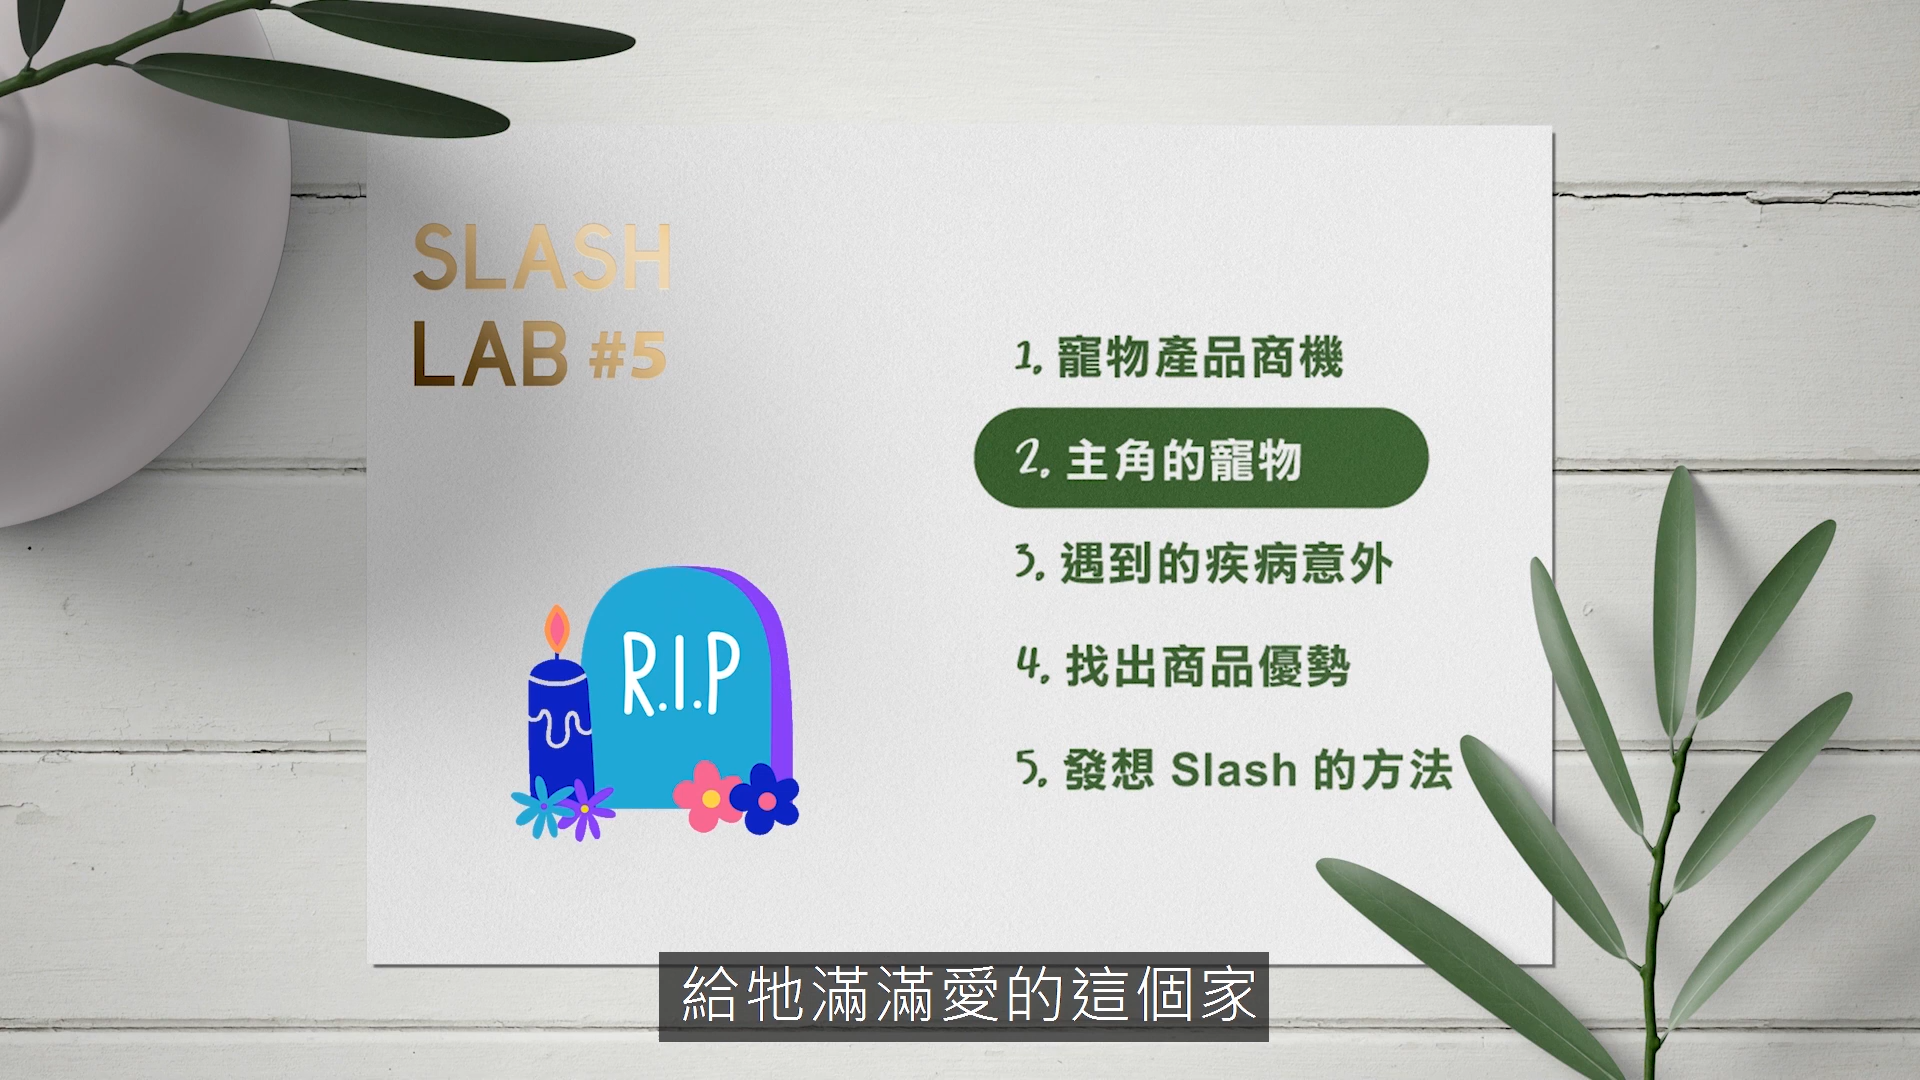 SLASH
LAB #5
1. 寵物產品商機
2. 主角的寵物
3. 遇到的疾病意外
4. 找出商品優勢
5. 發想 Slash 的方法
R.I.P
給牠滿滿愛的這個家